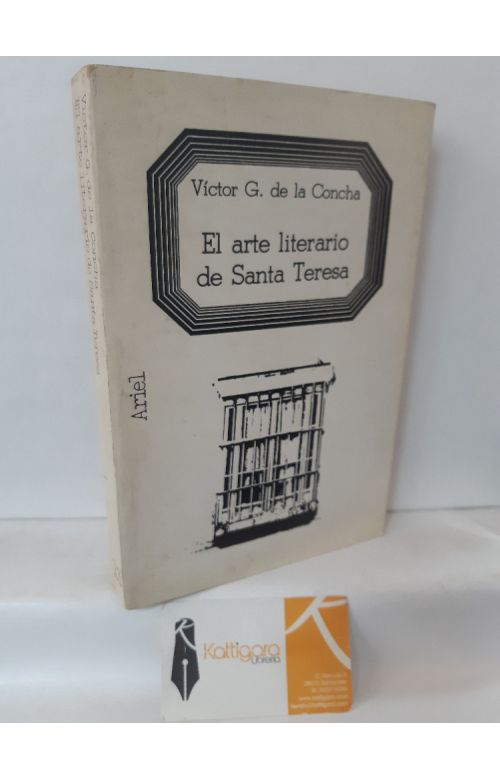 Víctor G. de la Concha
El arte literario
de Santa Teresa
Ariel
Víctor G. de la Concha
El arte literario de Santa Teresa
Kattigara
Librería